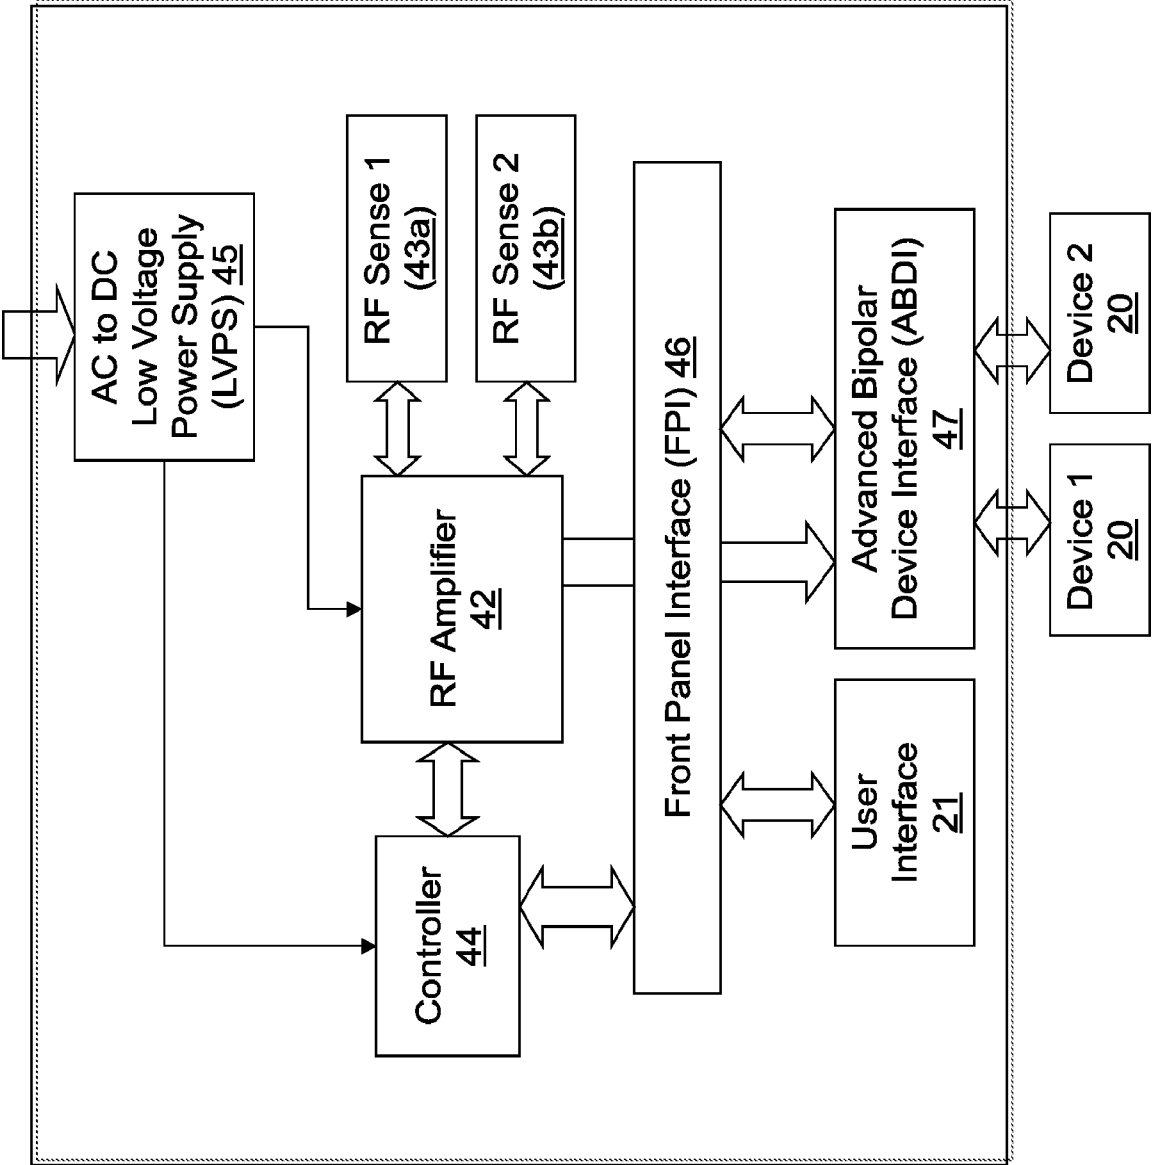 AC to DC
Low Voltage
Power Supply
(LVPS) 45
RF Sense 1
(43a)
RF Sense 2
(43b)
RF Amplifier
42
Controller
44
Front Panel Interface (FPI) 46
Advanced Bipolar
Device Interface (ABDI)
47
User
Interface
21
Device 2
20
Device 1
20